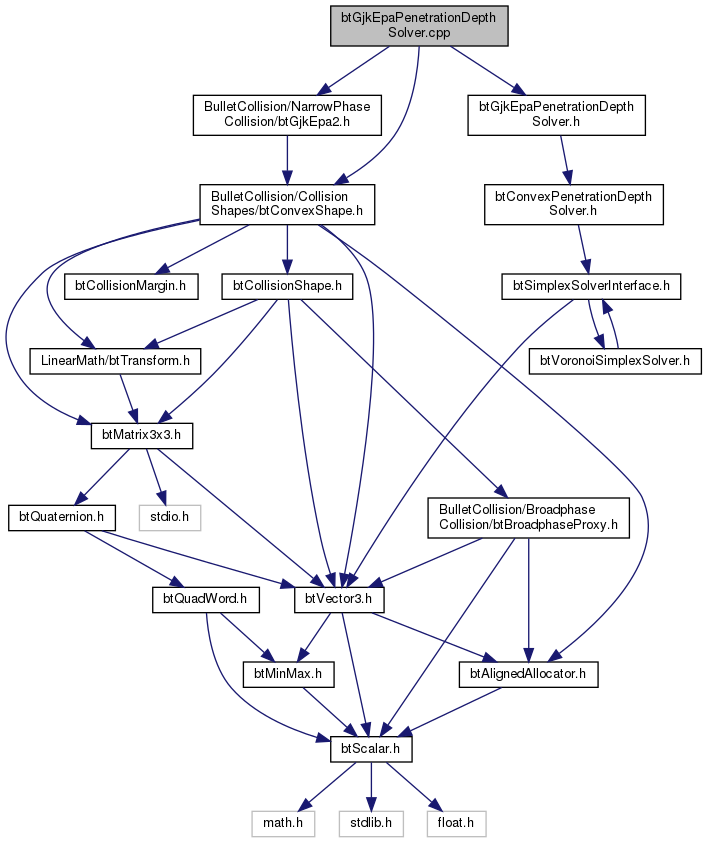 btGjkEpaPenetrationDepth
Solver.cpp
BulletCollision/NarrowPhase
Collision/btGjkEpa2.h
btGjkEpaPenetrationDepth
Solver.h
BulletCollision/Collision
Shapes/btConvexShape.h
btConvexPenetrationDepth
Solver.h
btCollisionMargin.h
btCollisionShape.h
btSimplexSolverInterface.h
LinearMath/btTransform.h
btVoronoiSimplexSolver.h
btMatrix3x3.h
btQuaternion.h
stdio.h
BulletCollision/Broadphase
Collision/btBroadphaseProxy.h
btQuadWord.h
btVector3.h
btMinMax.h
btAlignedAllocator.h
btScalar.h
math.h
stdlib.h
float.h